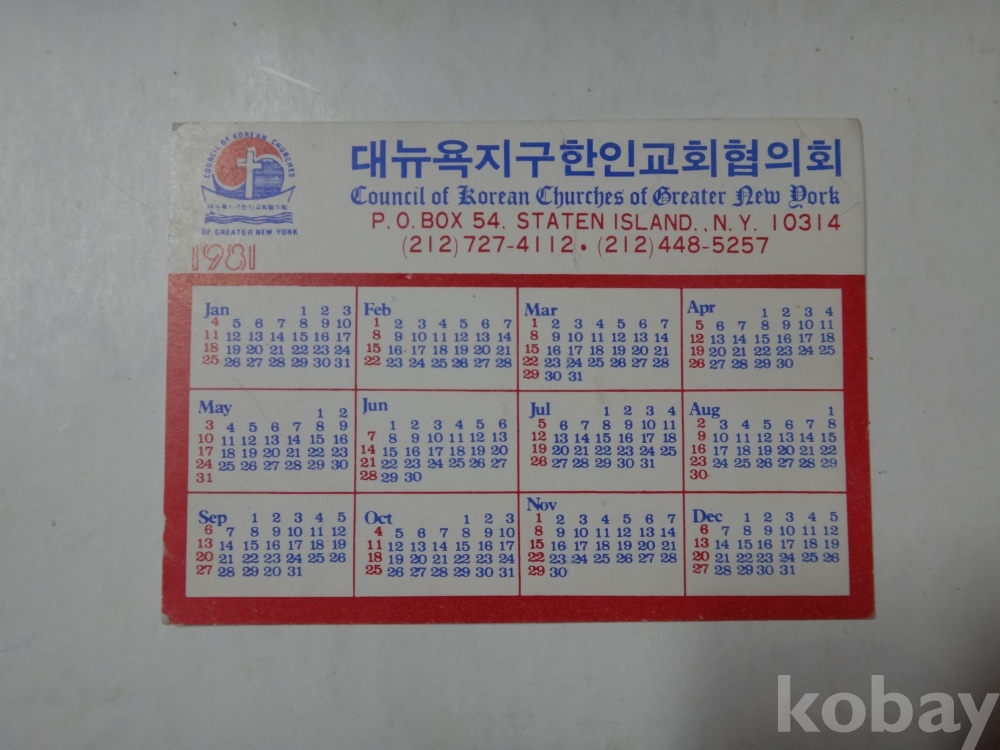 COUNCIL OF KOREAN CHURCHES
대뉴욕지구한인교회협의회
OF GREATER NEW YORK
1981
대뉴욕지구한인교회협의회
Council of Korean Churches of Greater New York
P.O.BOX 54. STATEN ISLAND., N.Y. 10314
(212)727-4112 • (212)448-5257
Jan 1 2 3
4 5 6 7 8 9 10
11 12 13 14 15 16 17
18 19 20 21 22 23 24
25 26 27 28 29 30 31
Feb
1 2 3 4 5 6 7
8 9 10 11 12 13 14
15 16 17 18 19 20 21
22 23 24 25 26 27 28
Mar
1 2 3 4 5 6 7
8 9 10 11 12 13 14
15 16 17 18 19 20 21
22 23 24 25 26 27 28
29 30 31
Apr 1 2 3 4
5 6 7 8 9 10 11
12 13 14 15 16 17 18
19 20 21 22 23 24 25
26 27 28 29 30
May 1 2
3 4 5 6 7 8 9
10 11 12 13 14 15 16
17 18 19 20 21 22 23
24 25 26 27 28 29 30
31
Jun 1 2 3 4 5 6
7 8 9 10 11 12 13
14 15 16 17 18 19 20
21 22 23 24 25 26 27
28 29 30
Jul 1 2 3 4
5 6 7 8 9 10 11
12 13 14 15 16 17 18
19 20 21 22 23 24 25
26 27 28 29 30 31
Aug 1
2 3 4 5 6 7 8
9 10 11 12 13 14 15
16 17 18 19 20 21 22
23 24 25 26 27 28 29
30
Sep 1 2 3 4 5
6 7 8 9 10 11 12
13 14 15 16 17 18 19
20 21 22 23 24 25 26
27 28 29 30 31
Oct 1 2 3
4 5 6 7 8 9 10
11 12 13 14 15 16 17
18 19 20 21 22 23 24
25 26 27 28 29 30 31
Nov
1 2 3 4 5 6 7
8 9 10 11 12 13 14
15 16 17 18 19 20 21
22 23 24 25 26 27 28
29 30
Dec 1 2 3 4 5
6 7 8 9 10 11 12
13 14 15 16 17 18 19
20 21 22 23 24 25 26
27 28 29 30 31
kobay